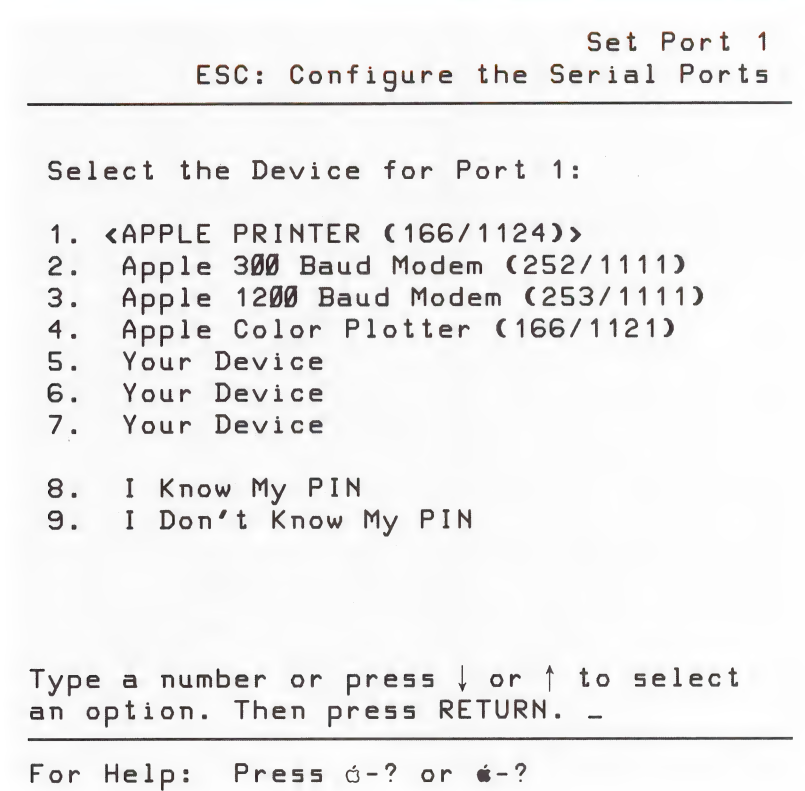 Set Port 1
ESC: Configure the Serial Ports
Select the Device for Port 1:
1. <APPLE PRINTER (166/1124)>
2. Apple 300 Baud Modem (252/1111)
3. Apple 1200 Baud Modem (253/1111)
4. Apple Color Plotter (166/1121)
5. Your Device
6. Your Device
7. Your Device
8. I Know My PIN
9. I Don't Know My PIN
Type a number or press ↓ or ↑ to select
an option. Then press RETURN. _
For Help: Press -? or -?